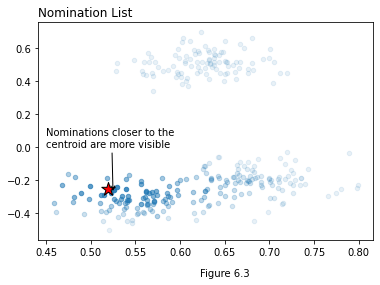 Nomination List
0.6
0.4
0.2
0.0
−0.2
−0.4
Nominations closer to the
centroid are more visible
0.45 0.50 0.55 0.60 0.65 0.70 0.75 0.80
Figure 6.3